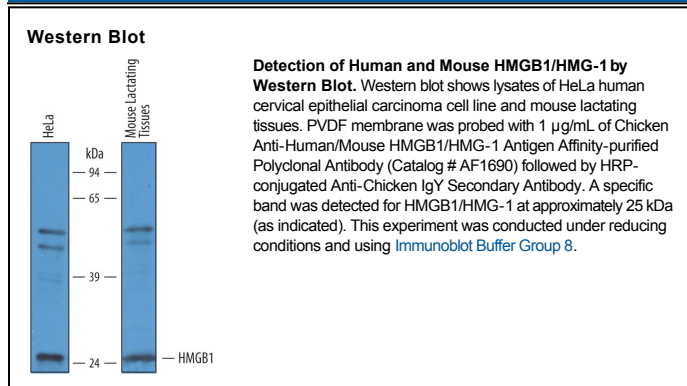 Western Blot
HeLa
Mouse Lactating
Tissues
kDa
— 94 —
— 65 —
— 39 —
— 24 —
— HMGB1
Detection of Human and Mouse HMGB1/HMG-1 by
Western Blot. Western blot shows lysates of HeLa human
cervical epithelial carcinoma cell line and mouse lactating
tissues. PVDF membrane was probed with 1 µg/mL of Chicken
Anti-Human/Mouse HMGB1/HMG-1 Antigen Affinity-purified
Polyclonal Antibody (Catalog # AF1690) followed by HRP-
conjugated Anti-Chicken IgY Secondary Antibody. A specific
band was detected for HMGB1/HMG-1 at approximately 25 kDa
(as indicated). This experiment was conducted under reducing
conditions and using Immunoblot Buffer Group 8.